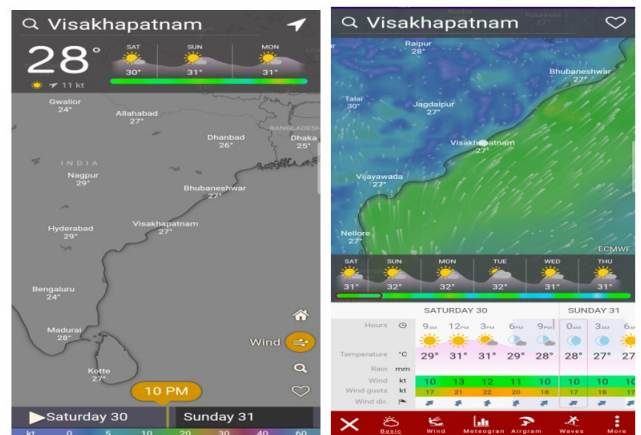 Visakhapatnam
28°
11 kt
SAT SUN MON
30° 31° 31°
Gwalior
24°
Allahabad
27°
Dhanbad
26°
BANGLADESH
Dhaka
25°
INDIA
Nagpur
29°
Bhubaneshwar
27°
Visakhapatnam
27°
Hyderabad
29°
Bengaluru
24°
Madurai
28°
Kotte
27°
Wind
10 PM
Saturday 30 Sunday 31
kt 0 5 10 20 40 60
Visakhapatnam
Raipur
28°
Bhubaneshwar
27°
Talai
30°
Jagdalpur
27°
Visakhapatnam
27°
Vijayawada
27°
Nellore
27°
ECMWF
SAT SUN MON TUE WED THU
31° 32° 32° 32° 31° 31°
SATURDAY 30 SUNDAY 31
Hours 9AM 12PM 3PM 6PM 9PM 0AM 3AM 6
Temperature °C 29° 31° 31° 29° 28° 28° 27° 27
Rain mm
Wind kt 10 13 12 11 10 10 10 10
Wind gusts kt 17 21 22 20 16 17 16 16
Wind dir.
Basic Wind Meteogram Airgram Waves More